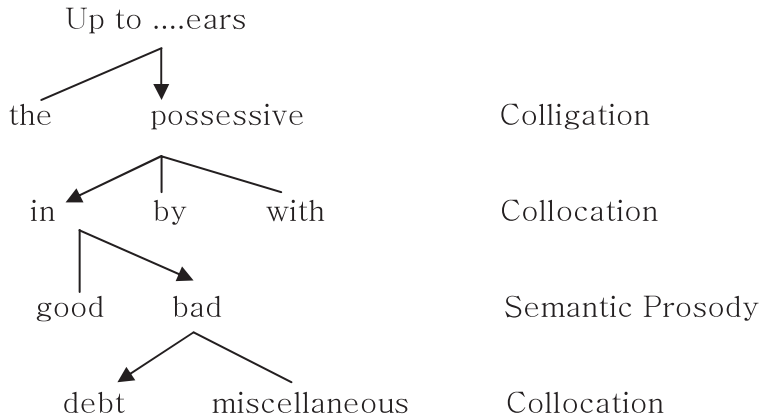 Up to ....ears
the possessive Colligation
in by with Collocation
good bad Semantic Prosody
debt miscellaneous Collocation